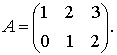 A = (1 2 3
0 1 2).